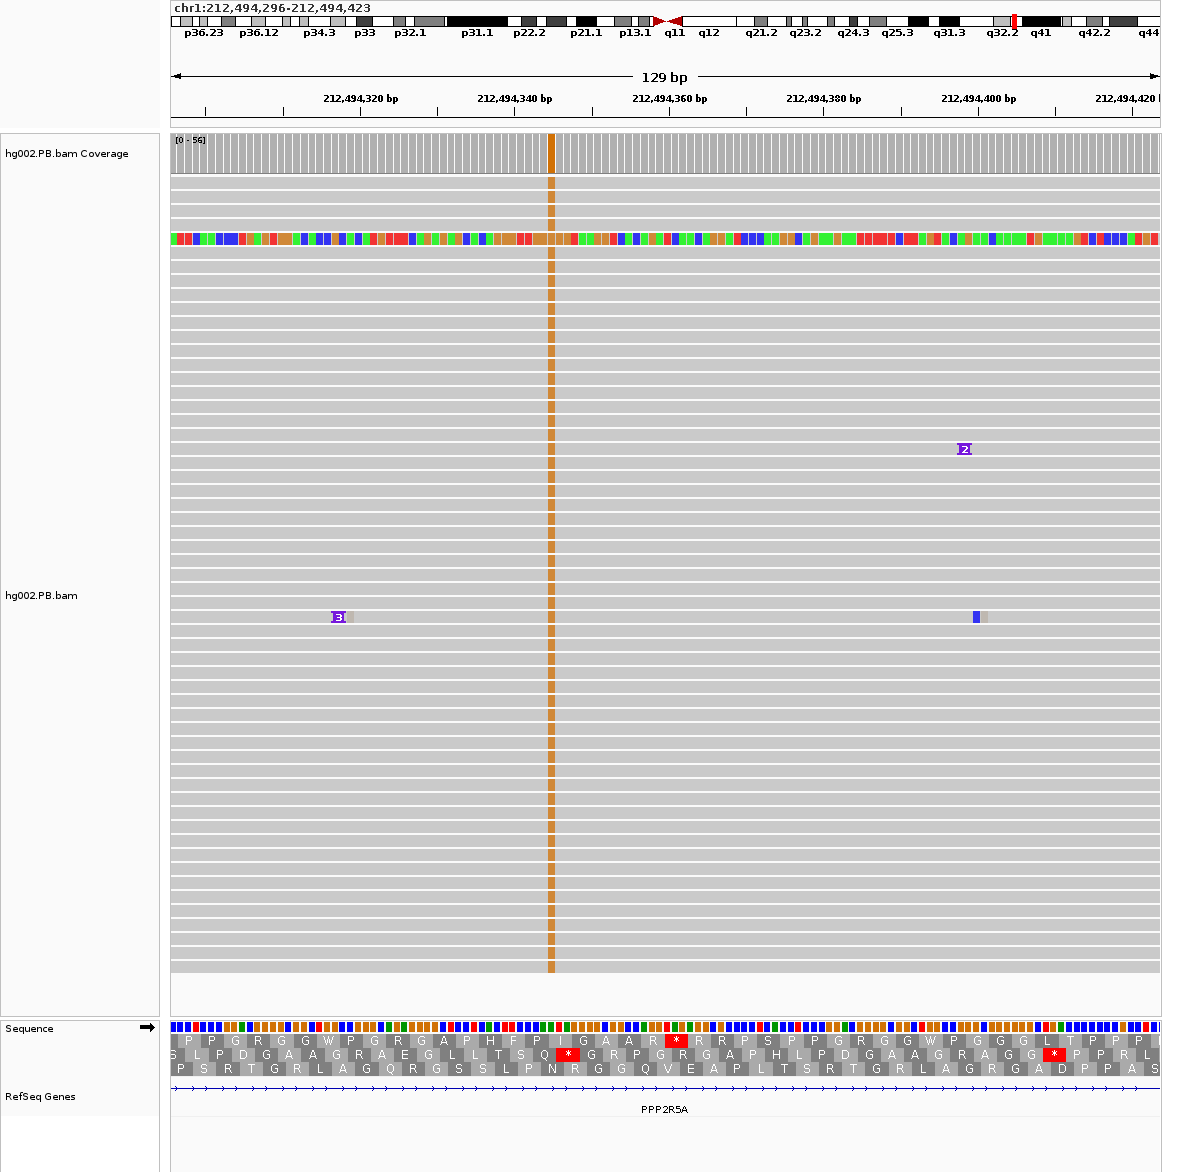 chr1:212,494,296-212,494,423
p36.23 p36.12 p34.3 p33 p32.1 p31.1 p22.2 p21.1 p13.1 q11 q12 q21.2 q23.2 q24.3 q25.3 q31.3 q32.2 q41 q42.2 q44
129 bp
212,494,320 bp 212,494,340 bp 212,494,360 bp 212,494,380 bp 212,494,400 bp 212,494,420
hg002.PB.bam Coverage
[0 - 56]
2
hg002.PB.bam
3
Sequence
P P G R G G W P G R G A P H F P I G A A R * R R P S P P G R G G W P G G G L T P P P
S L P D G A A G R A E G L L T S Q * G R P G R G A P H L P D G A A G R A G G * P P R L
P S R T G R L A G Q R G S S L P N R G G Q V E A P L T S R T G R L A G R G A D P P A S
RefSeq Genes
PPP2R5A